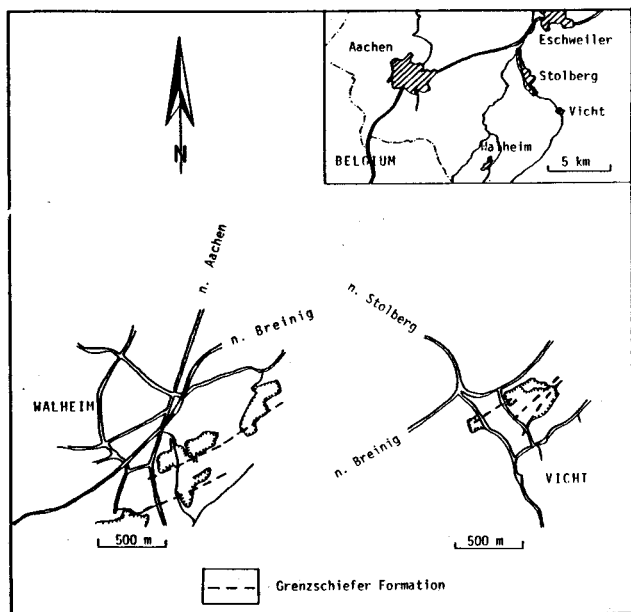 Aachen
Eschweiler
Stolberg
Vicht
Walheim
BELGIUM
5 km
N
n. Aachen
n. Breinig
WALHEIM
500 m
n. Stolberg
n. Breinig
VICHT
500 m
Grenzschiefer Formation